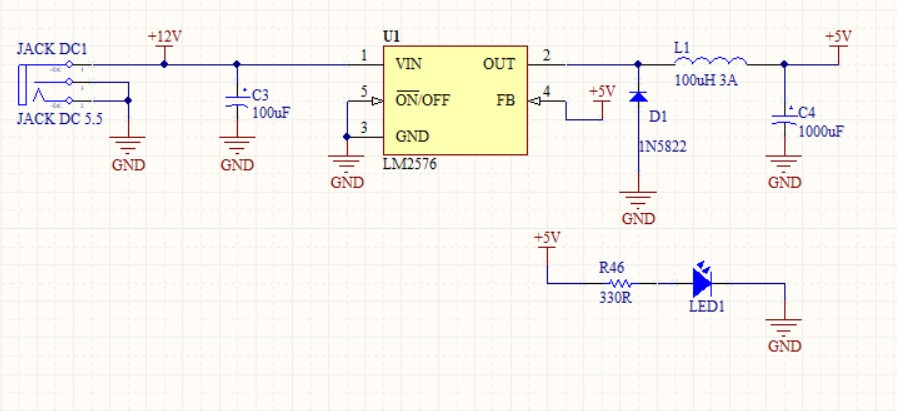 U1
+12V
+5V
JACK DC1
L1
1
VIN
OUT
2
100uH 3A
5
ON/OFF
FB
4
+5V
C3
100uF
D1
C4
1000uF
JACK DC 5.5
3
GND
1N5822
LM2576
GND
GND
GND
GND
GND
+5V
R46
330R
LED1
GND